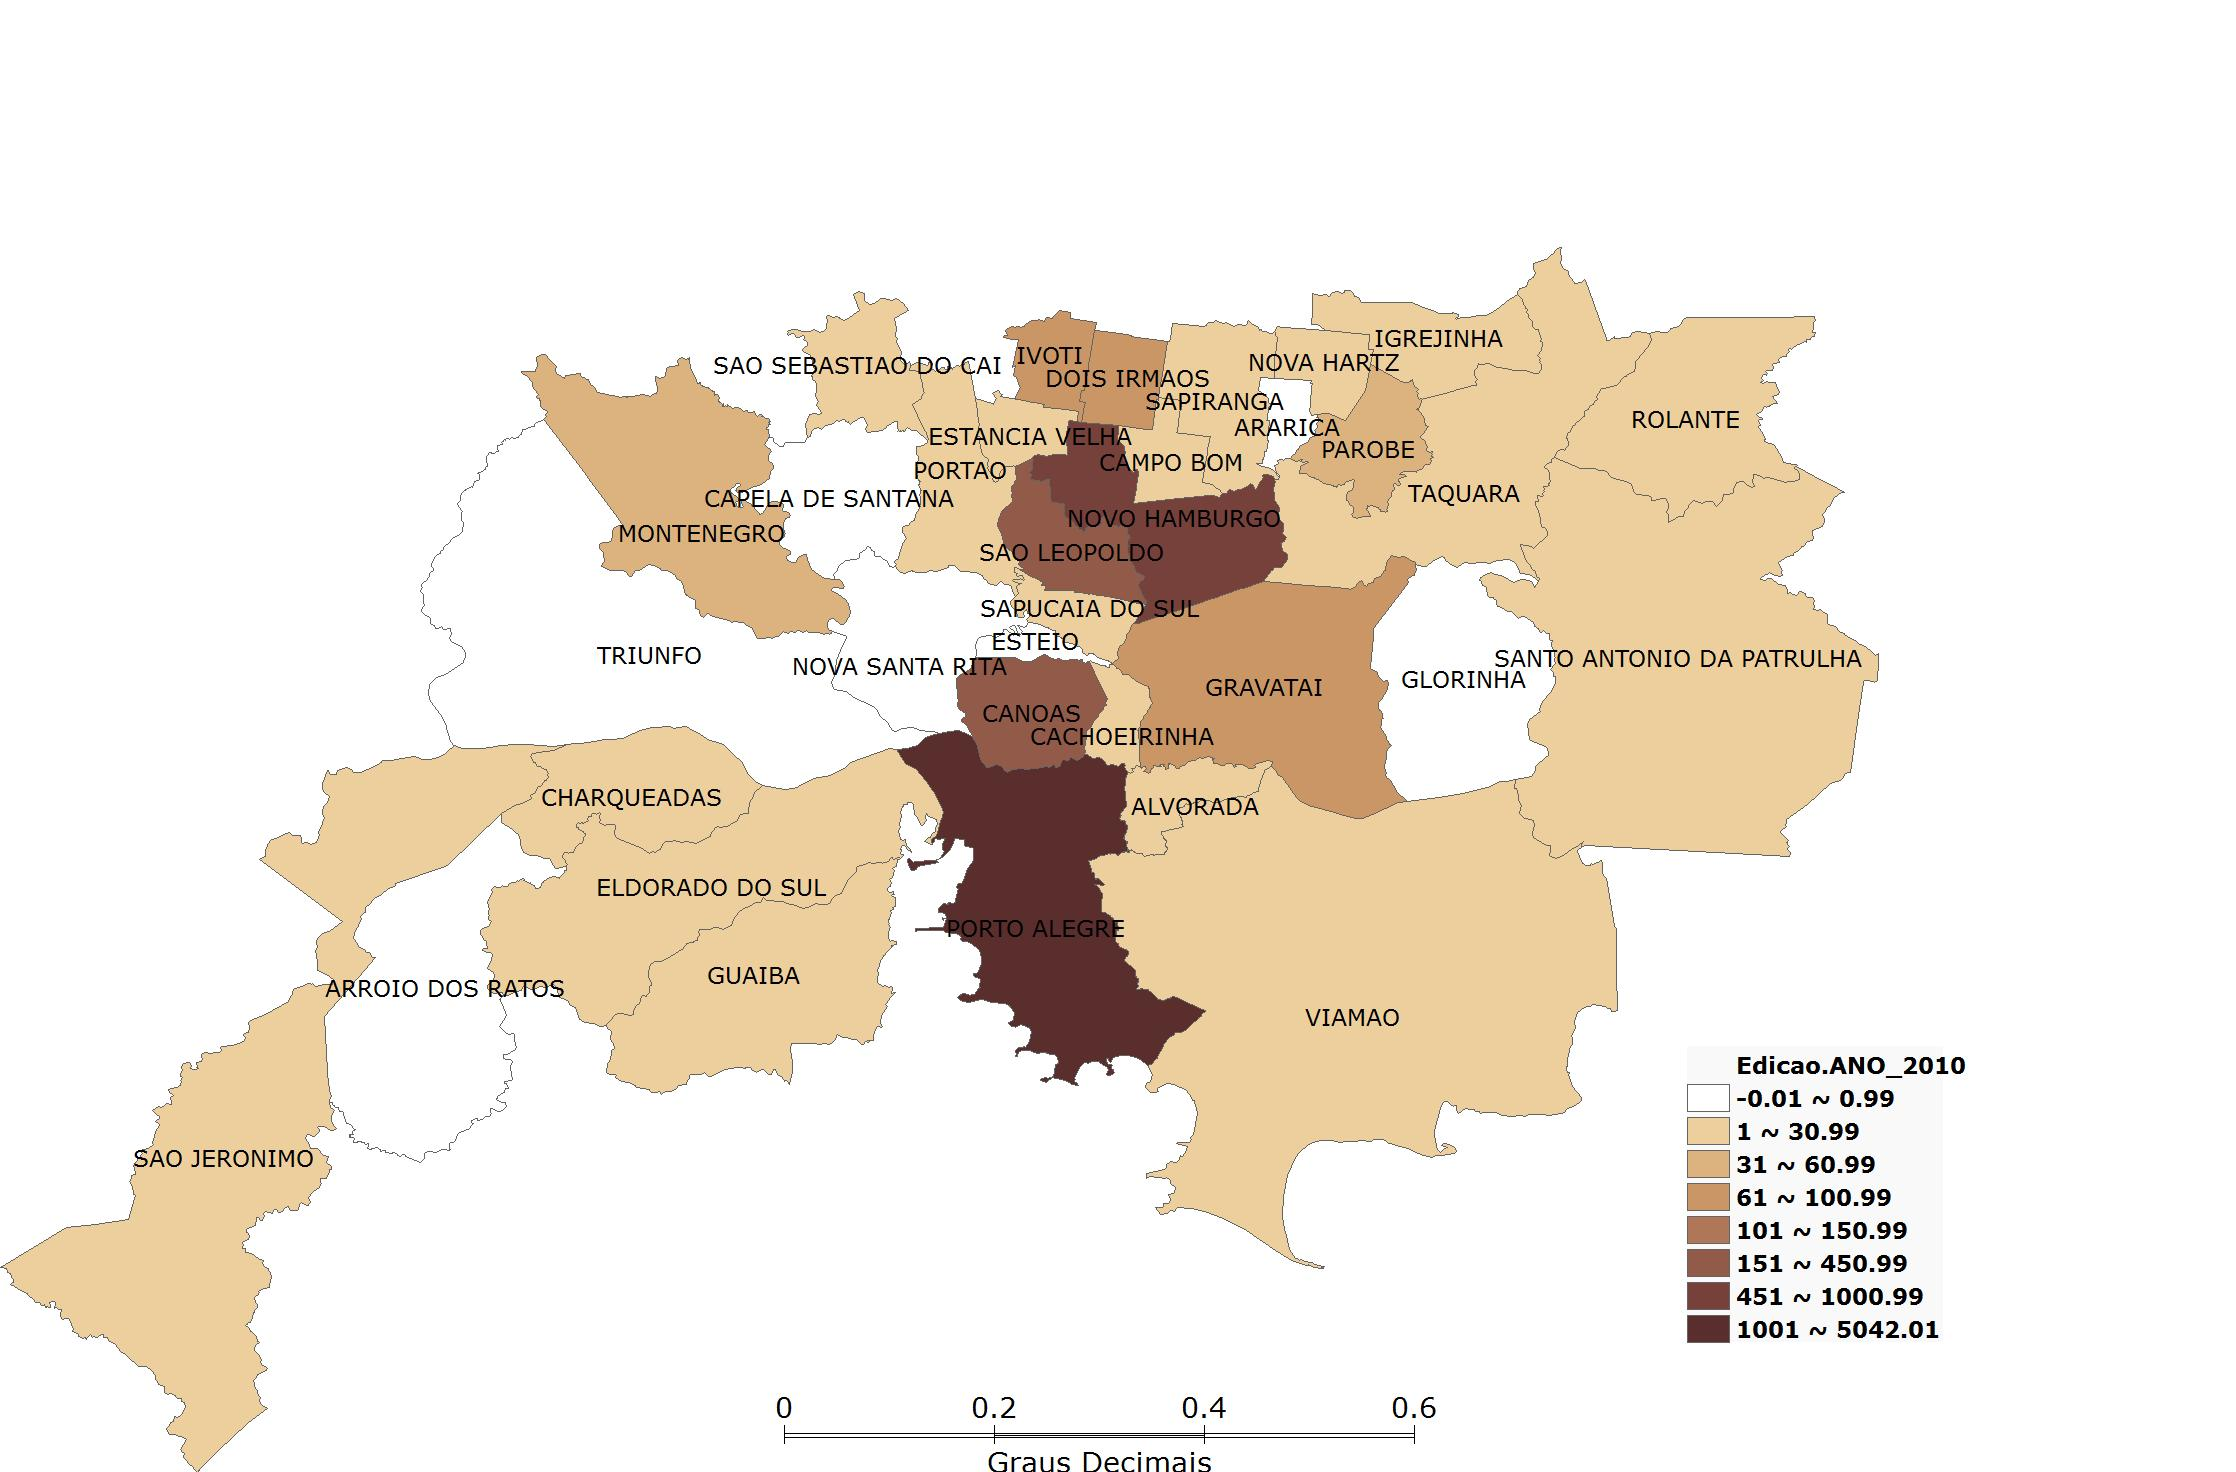 IGREJINHA
IVOTI
NOVA HARTZ
SAO SEBASTIAO DO CAI
DOIS IRMAOS
SAPIRANGA
ROLANTE
ARARICA
ESTANCIA VELHA
PAROBE
CAMPO BOM
PORTAO
TAQUARA
CAPELA DE SANTANA
NOVO HAMBURGO
MONTENEGRO
SAO LEOPOLDO
SAPUCAIA DO SUL
ESTEIO
TRIUNFO
SANTO ANTONIO DA PATRULHA
NOVA SANTA RITA
GLORINHA
GRAVATAI
CANOAS
CACHOEIRINHA
CHARQUEADAS
ALVORADA
ELDORADO DO SUL
PORTO ALEGRE
GUAIBA
ARROIO DOS RATOS
VIAMAO
SAO JERONIMO
Edicao.ANO_2010
-0.01 ~ 0.99
1 ~ 30.99
31 ~ 60.99
61 ~ 100.99
101 ~ 150.99
151 ~ 450.99
451 ~ 1000.99
1001 ~ 5042.01
0 0.2 0.4 0.6
Graus Decimais